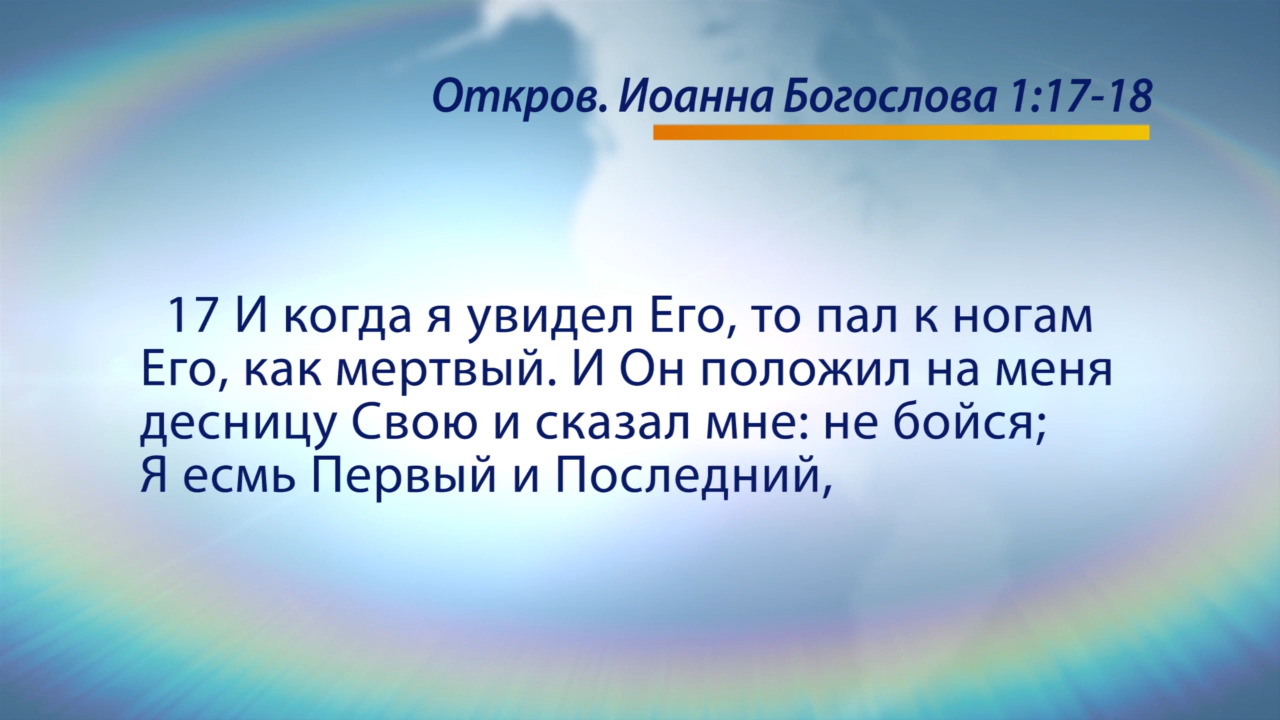 Откров. Иоанна Богослова 1:17-18
17 И когда я увидел Его, то пал к ногам
Его, как мертвый. И Он положил на меня
десницу Свою и сказал мне: не бойся;
Я есмь Первый и Последний,